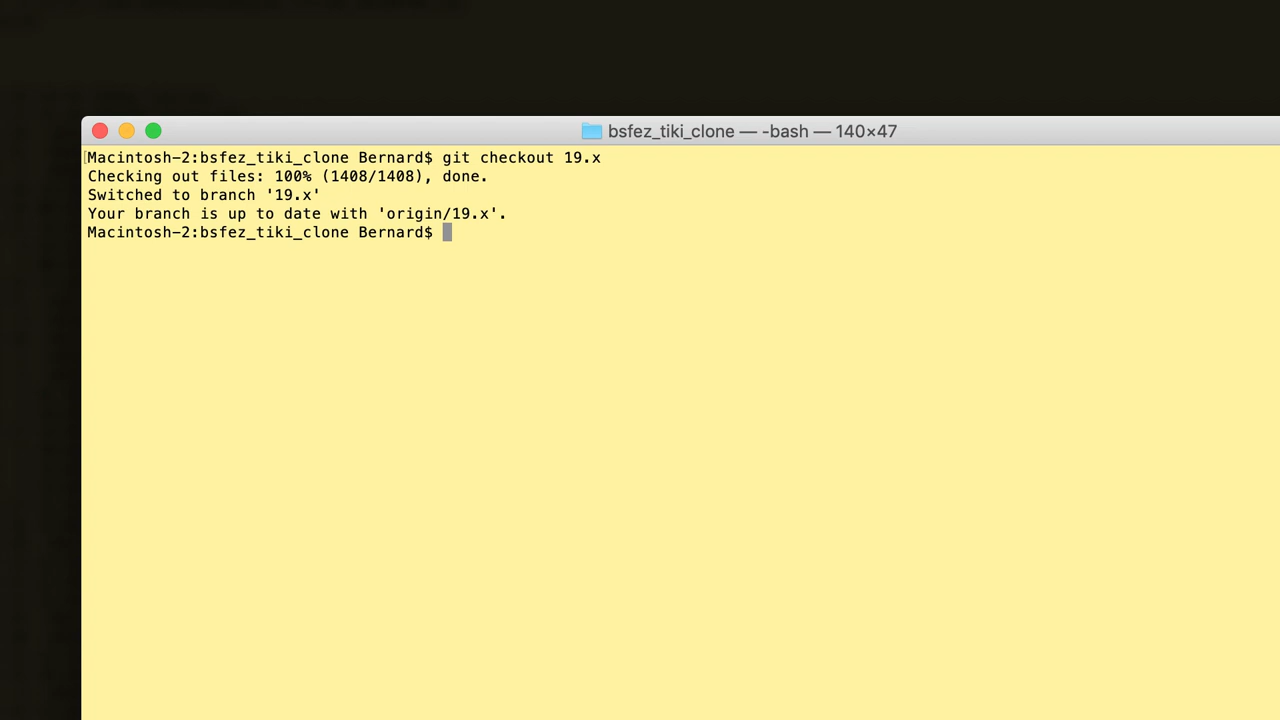 bsfez_tiki_clone — -bash — 140×47
[Macintosh-2:bsfez_tiki_clone Bernard$ git checkout 19.x
Checking out files: 100% (1408/1408), done.
Switched to branch '19.x'
Your branch is up to date with 'origin/19.x'.
Macintosh-2:bsfez_tiki_clone Bernard$